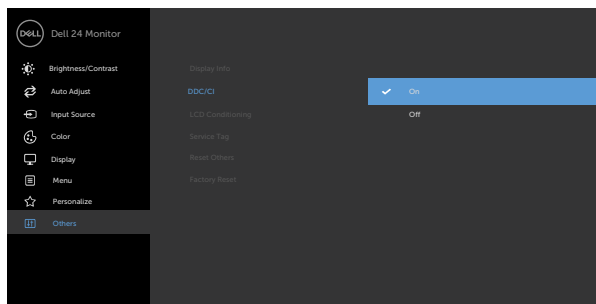 DELL Dell 24 Monitor
Brightness/Contrast
Auto Adjust
Input Source
Color
Display
Menu
Personalize
Others
Display Info
DDC/CI
LCD Conditioning
Service Tag
Reset Others
Factory Reset
On
Off